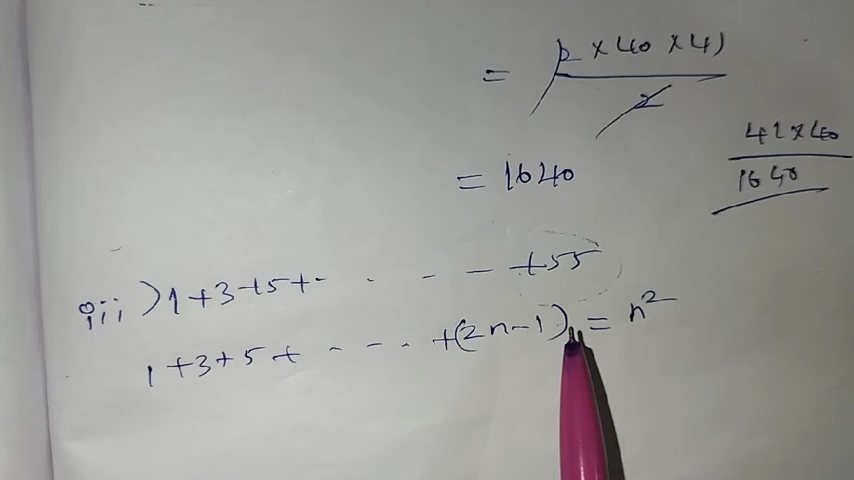 = 2 × 40 × 41
2
= 1640
41 × 40
1640
iii) 1 + 3 + 5 + - . . - - + 55
1 + 3 + 5 + . - - . + (2n - 1) = n²